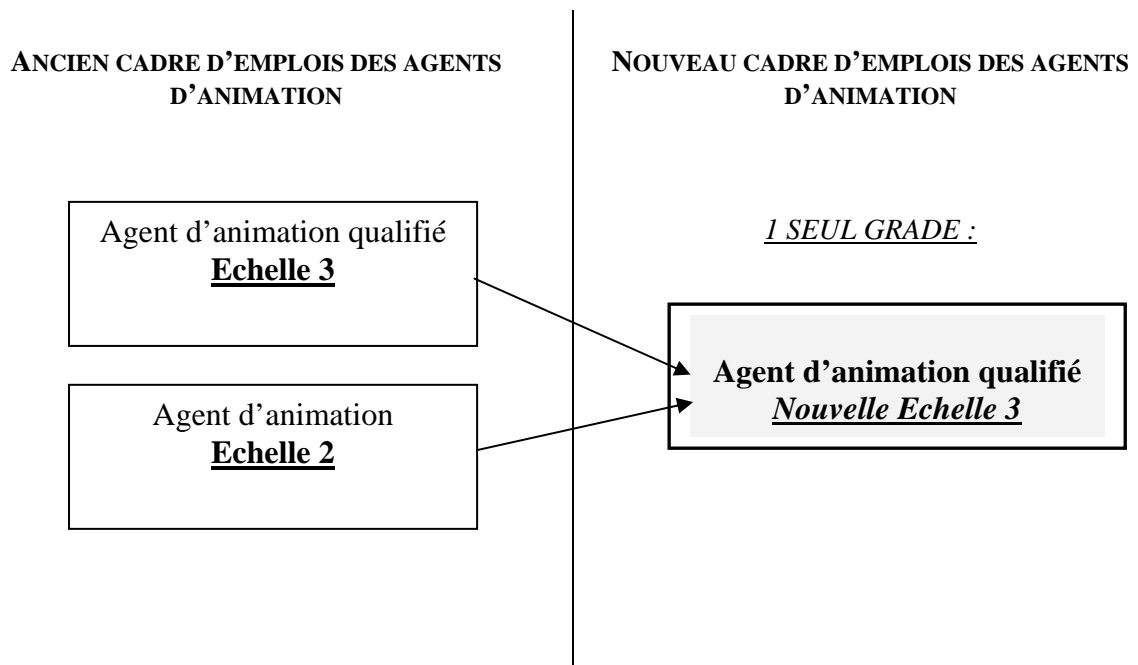 ANCIEN CADRE D’EMPLOIS DES AGENTS
D’ANIMATION
Agent d’animation qualifié
Echelle 3
Agent d’animation
Echelle 2
NOUVEAU CADRE D’EMPLOIS DES AGENTS
D’ANIMATION
1 SEUL GRADE :
Agent d’animation qualifié
Nouvelle Echelle 3